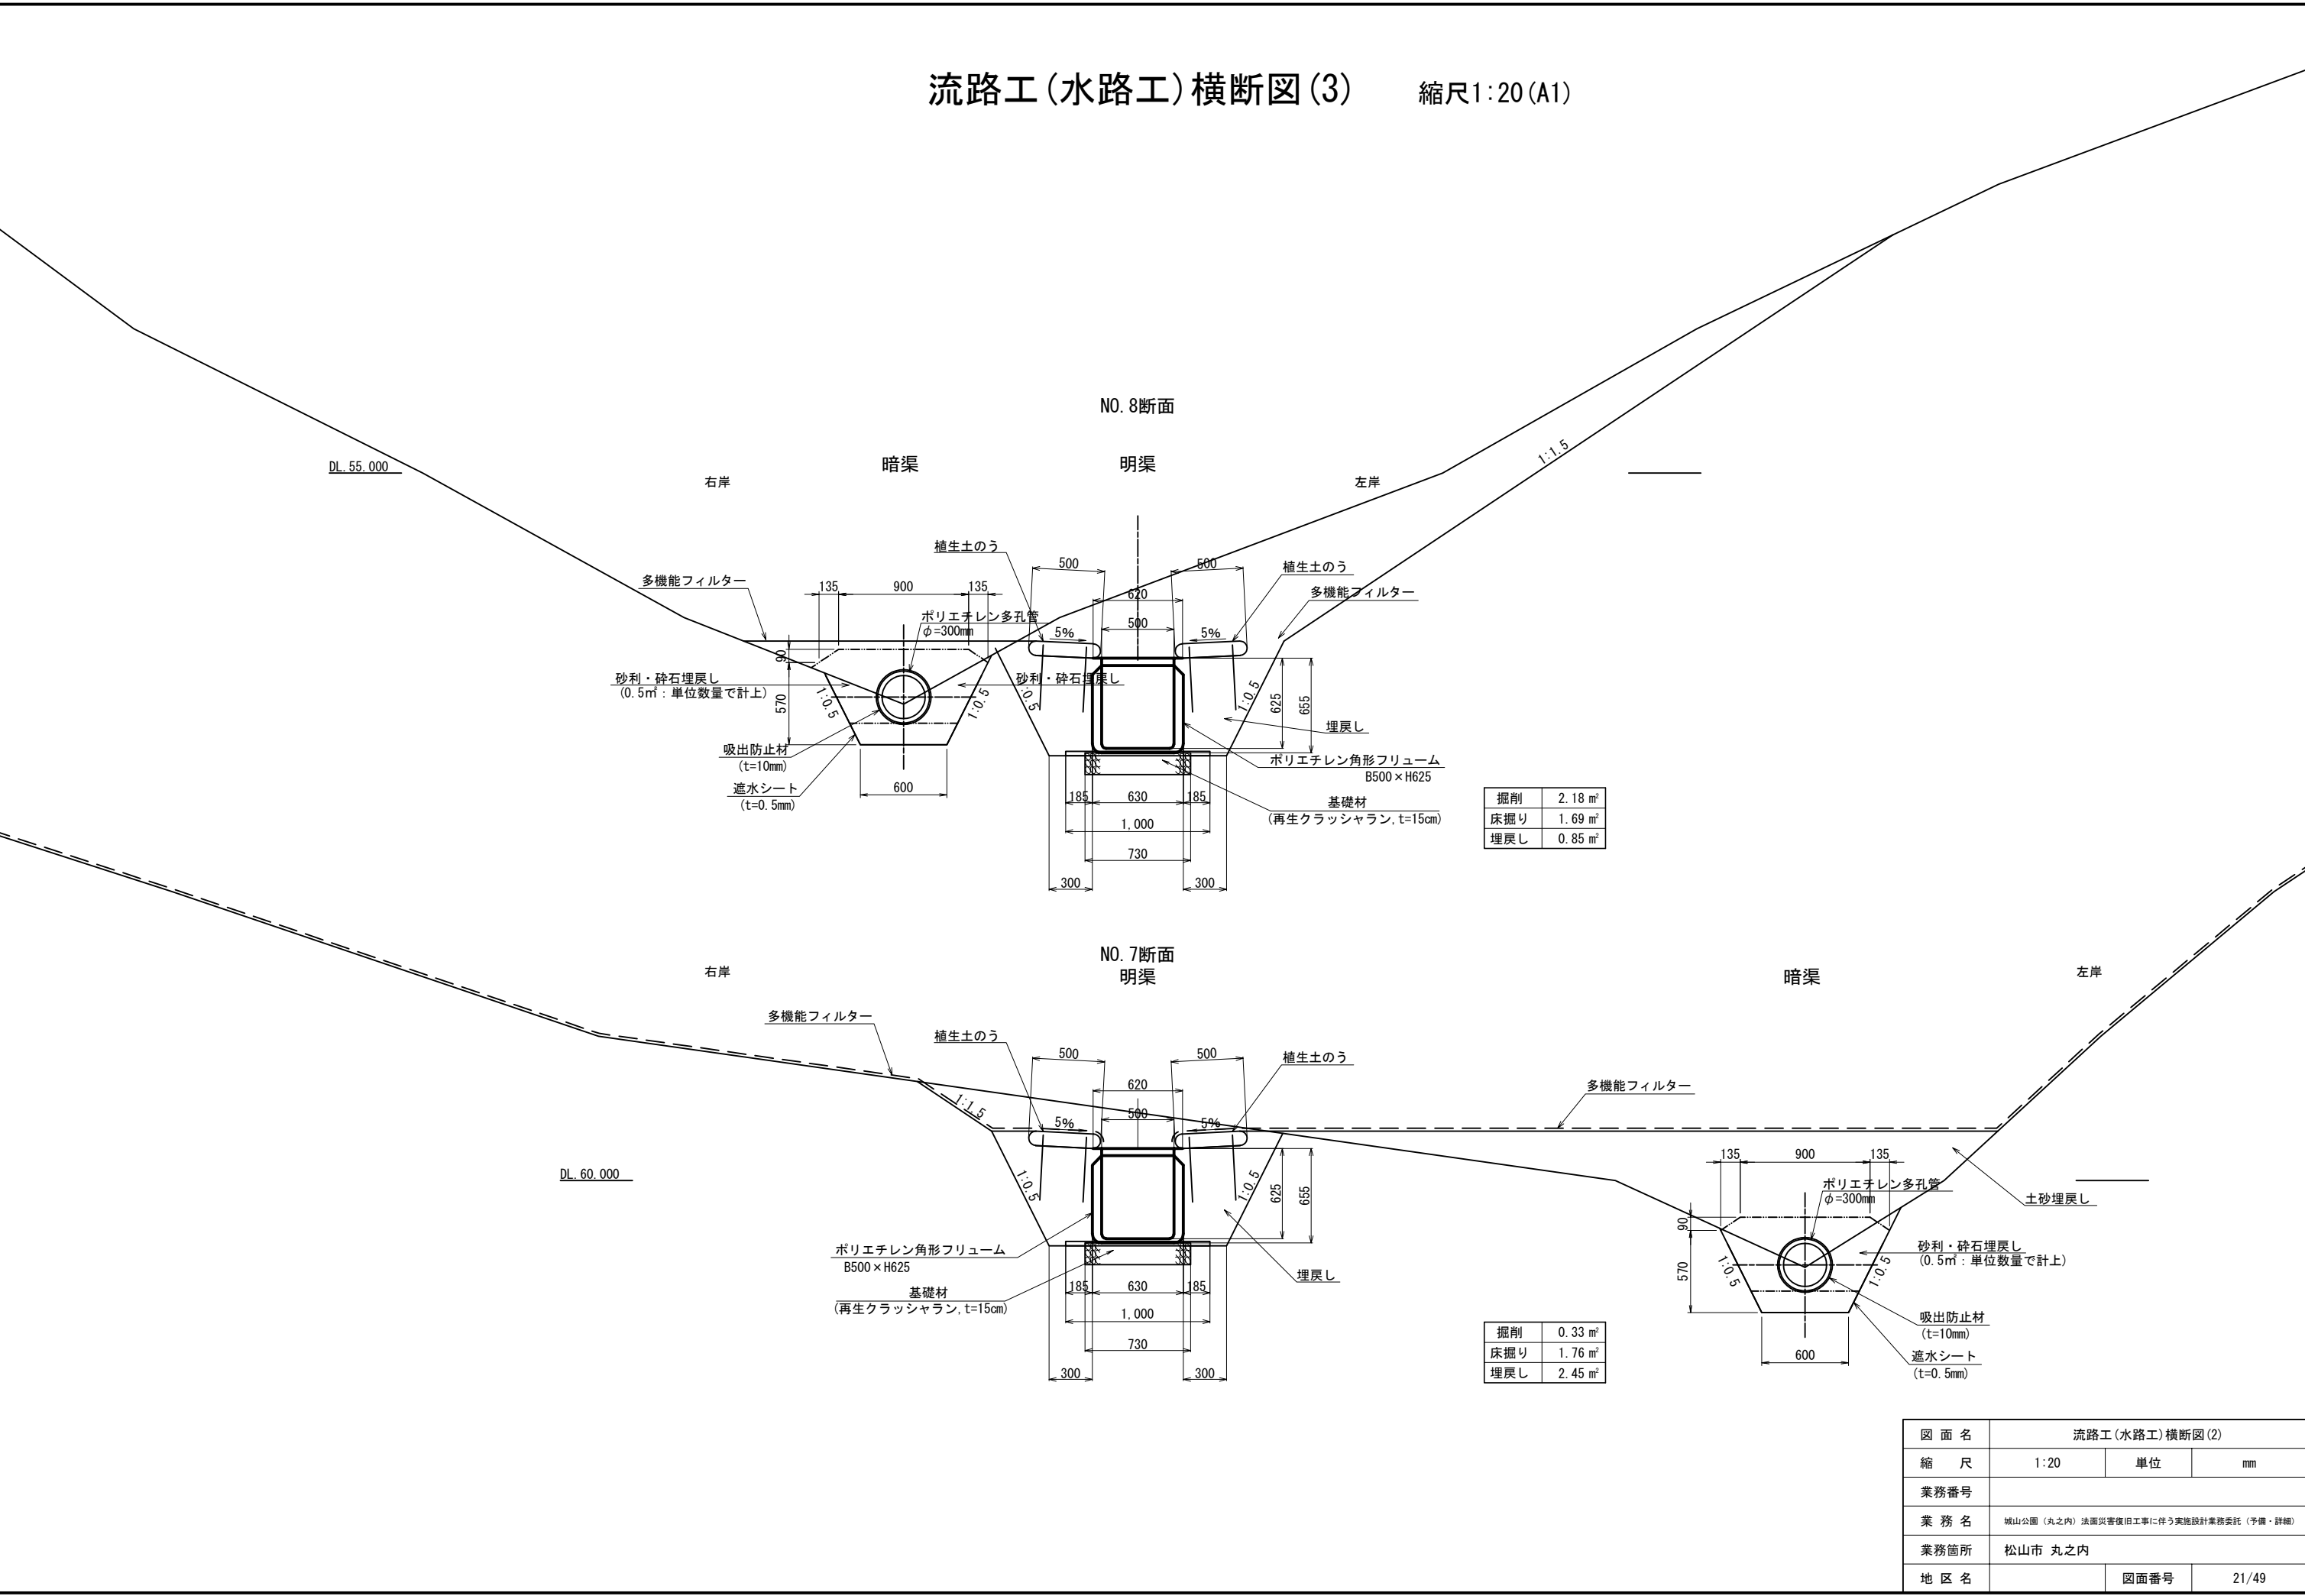 流路工(水路工)横断図(3) 縮尺1:20(A1)
NO.8断面
DL.55.000
右岸
暗渠
明渠
左岸
1:1.5
植生土のう
500
500
植生土のう
多機能フィルター
135
900
135
620
多機能フィルター
ポリエチレン多孔管
φ=300mm
5%
500
5%
90
砂利・砕石埋戻し
(0.5㎡：単位数量で計上)
砂利・砕石埋戻し
570
1:0.5
1:0.5
1:0.5
1:0.5
625
655
埋戻し
吸出防止材
(t=10mm)
ポリエチレン角形フリューム
B500×H625
遮水シート
(t=0.5mm)
600
185
630
185
基礎材
(再生クラッシャラン,t=15cm)
1,000
730
300
300
掘削 2.18 ㎡
床掘り 1.69 ㎡
埋戻し 0.85 ㎡
NO.7断面
右岸
明渠
暗渠
左岸
多機能フィルター
植生土のう
500
500
植生土のう
620
多機能フィルター
1:1.5
5%
500
5%
DL.60.000
135
900
135
ポリエチレン多孔管
φ=300mm
土砂埋戻し
1:0.5
1:0.5
625
655
90
ポリエチレン角形フリューム
B500×H625
砂利・砕石埋戻し
(0.5㎡：単位数量で計上)
570
1:0.5
1:0.5
埋戻し
基礎材
(再生クラッシャラン,t=15cm)
185
630
185
1,000
730
300
300
吸出防止材
(t=10mm)
600
遮水シート
(t=0.5mm)
掘削 0.33 ㎡
床掘り 1.76 ㎡
埋戻し 2.45 ㎡
図面名 流路工(水路工)横断図(2)
縮尺 1:20 単位 mm
業務番号
業務名 城山公園（丸之内）法面災害復旧工事に伴う実施設計業務委託（予備・詳細）
業務箇所 松山市 丸之内
地区名 図面番号 21/49